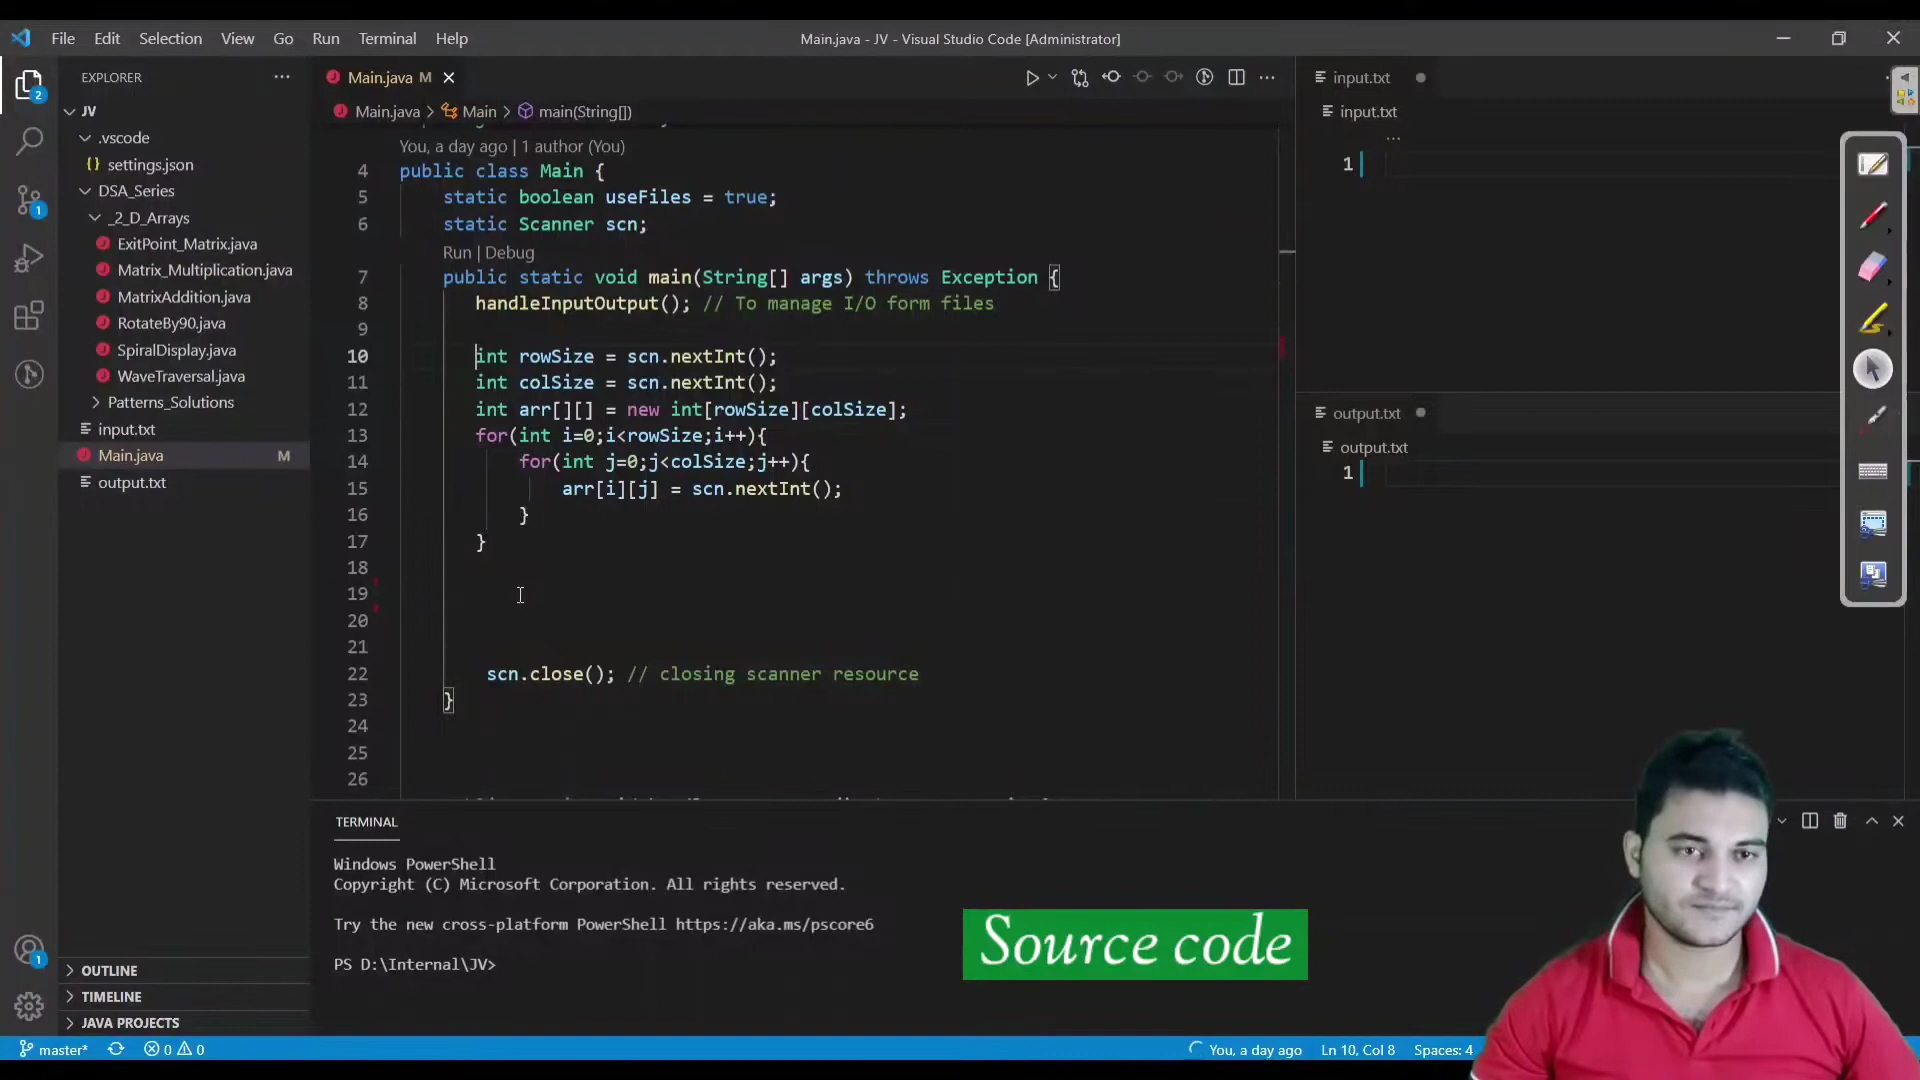 File Edit Selection View Go Run Terminal Help
Main.java - JV - Visual Studio Code [Administrator]
EXPLORER
2
1
1
JV
.vscode
{} settings.json
DSA_Series
_2_D_Arrays
ExitPoint_Matrix.java
Matrix_Multiplication.java
MatrixAddition.java
RotateBy90.java
SpiralDisplay.java
WaveTraversal.java
Patterns_Solutions
input.txt
Main.java M
output.txt
OUTLINE
TIMELINE
JAVA PROJECTS
Main.java M
Main.java > Main > main(String[])
You, a day ago | 1 author (You)
4 public class Main {
5 static boolean useFiles = true;
6 static Scanner scn;
Run | Debug
7 public static void main(String[] args) throws Exception {
8 handleInputOutput(); // To manage I/O form files
9
10 int rowSize = scn.nextInt();
11 int colSize = scn.nextInt();
12 int arr[][] = new int[rowSize][colSize];
13 for(int i=0;i<rowSize;i++){
14 for(int j=0;j<colSize;j++){
15 arr[i][j] = scn.nextInt();
16 }
17 }
18
19
20
21
22 scn.close(); // closing scanner resource
23 }
24
25
26
input.txt
input.txt
1
output.txt
output.txt
1
TERMINAL
Windows PowerShell
Copyright (C) Microsoft Corporation. All rights reserved.
Try the new cross-platform PowerShell https://aka.ms/pscore6
PS D:\Internal\JV>
Source code
master* 0 0
You, a day ago Ln 10, Col 8 Spaces: 4